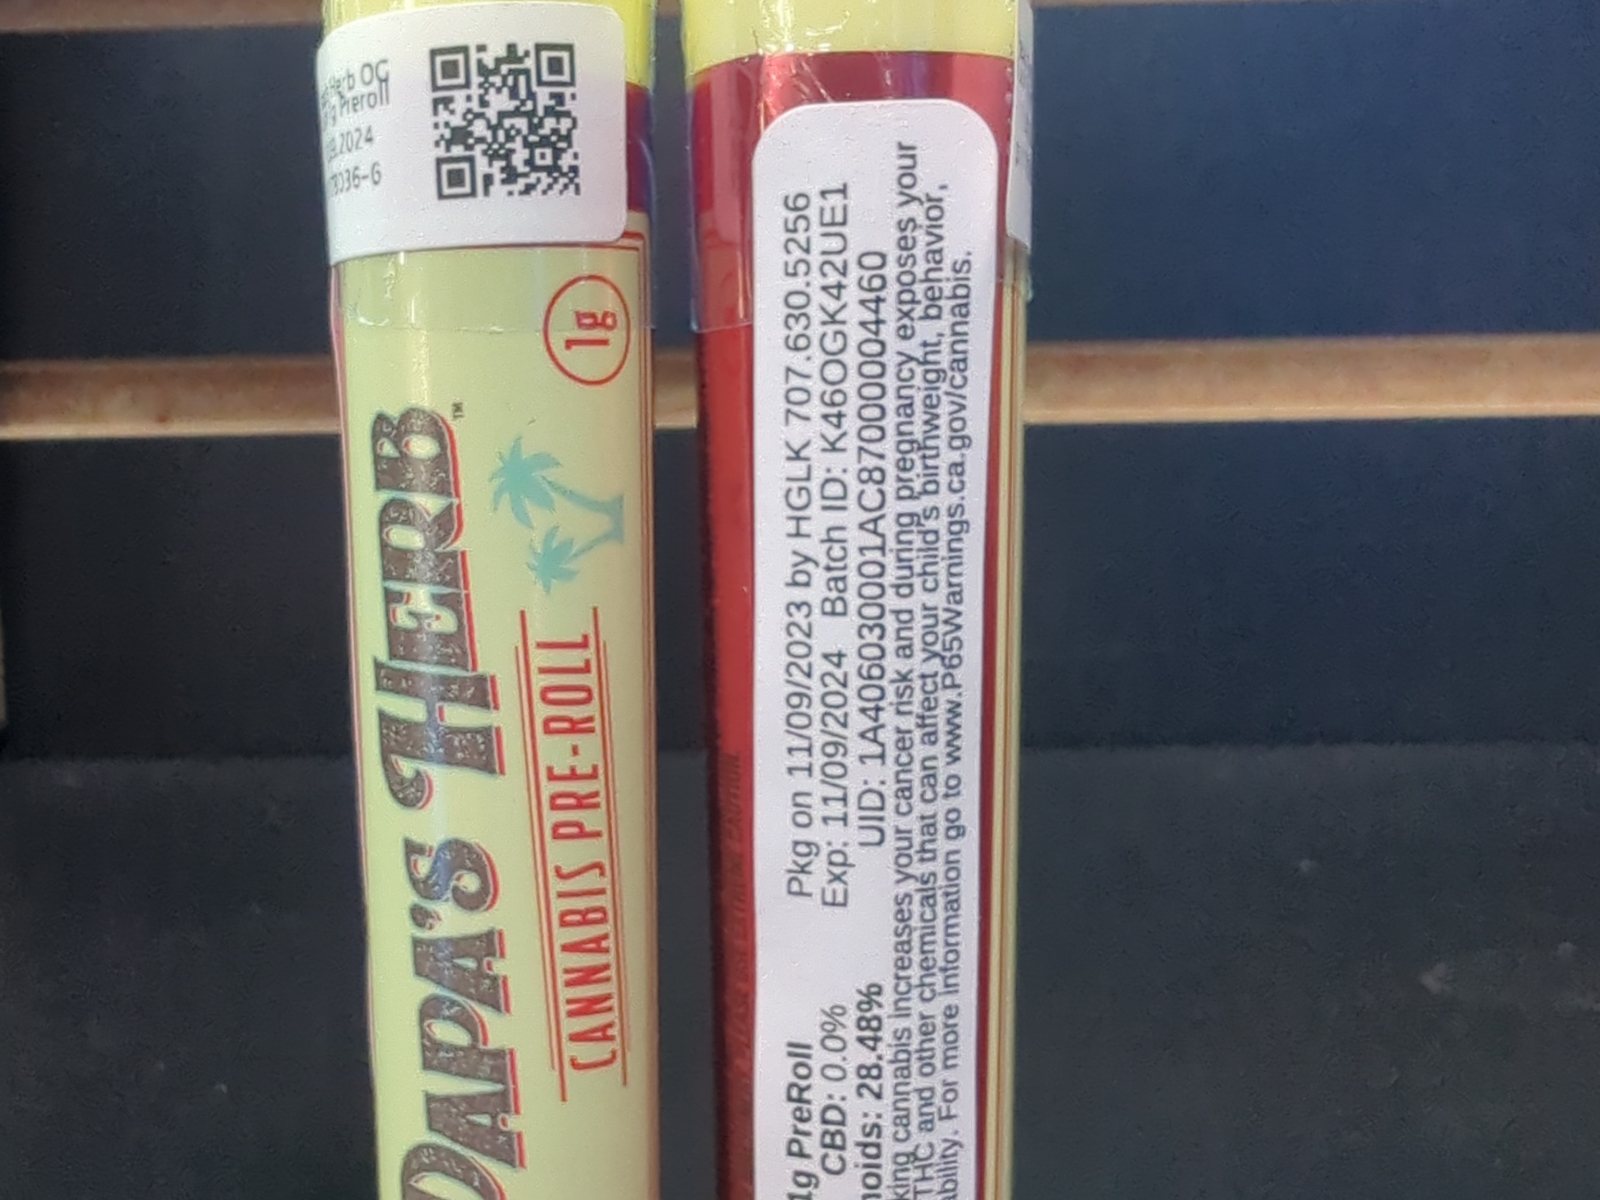 Herb OG
1g Preroll
2024
036-G
1g
PAPA'S HERB™
CANNABIS PRE-ROLL
1g PreRoll Pkg on 11/09/2023 by HGLK 707.630.5256
CBD: 0.0% Exp: 11/09/2024 Batch ID: K46OGK42UE1
noids: 28.48% UID: 1A406030001AC87000004460
king cannabis increases your cancer risk and during pregnancy exposes your
THC and other chemicals that can affect your child's birthweight, behavior,
ability. For more information go to www.P65Warnings.ca.gov/cannabis.